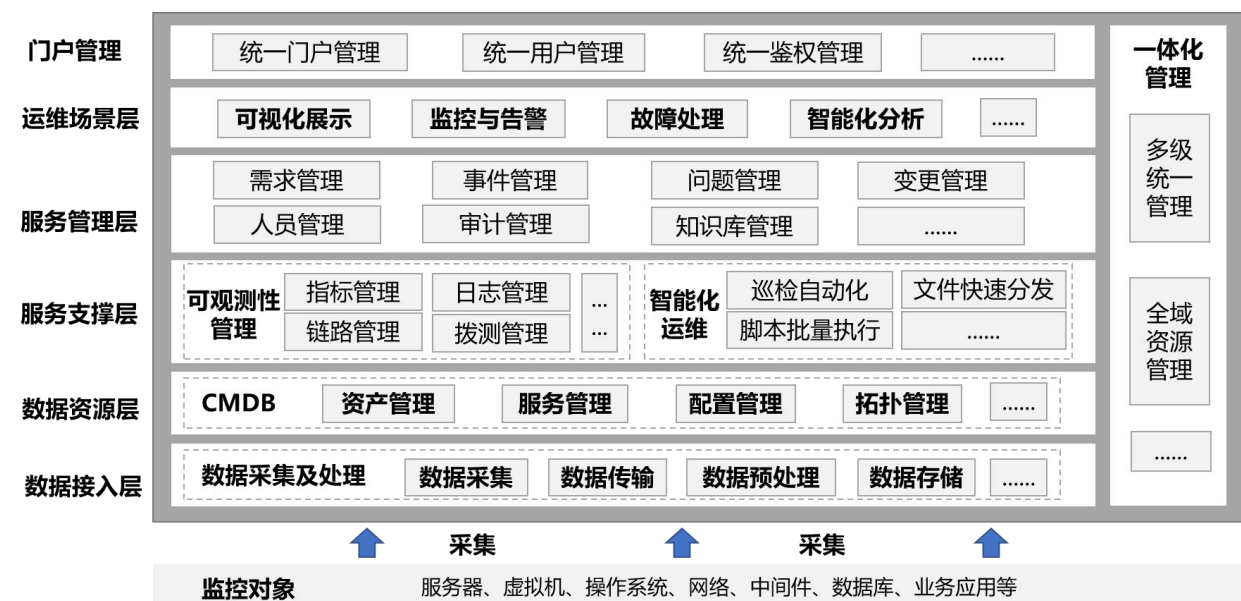 门户管理
统一门户管理 统一用户管理 统一鉴权管理 ......
运维场景层
可视化展示 监控与告警 故障处理 智能化分析 ......
服务管理层
需求管理 事件管理 问题管理 变更管理
人员管理 审计管理 知识库管理 ......
服务支撑层
可观测性
管理
指标管理 日志管理 ...
链路管理 拨测管理 ...
智能化
运维
巡检自动化 文件快速分发
脚本批量执行 ......
数据资源层
CMDB 资产管理 服务管理 配置管理 拓扑管理 ......
数据接入层
数据采集及处理 数据采集 数据传输 数据预处理 数据存储 ......
一体化
管理
多级
统一
管理
全域
资源
管理
......
采集 采集
监控对象 服务器、虚拟机、操作系统、网络、中间件、数据库、业务应用等